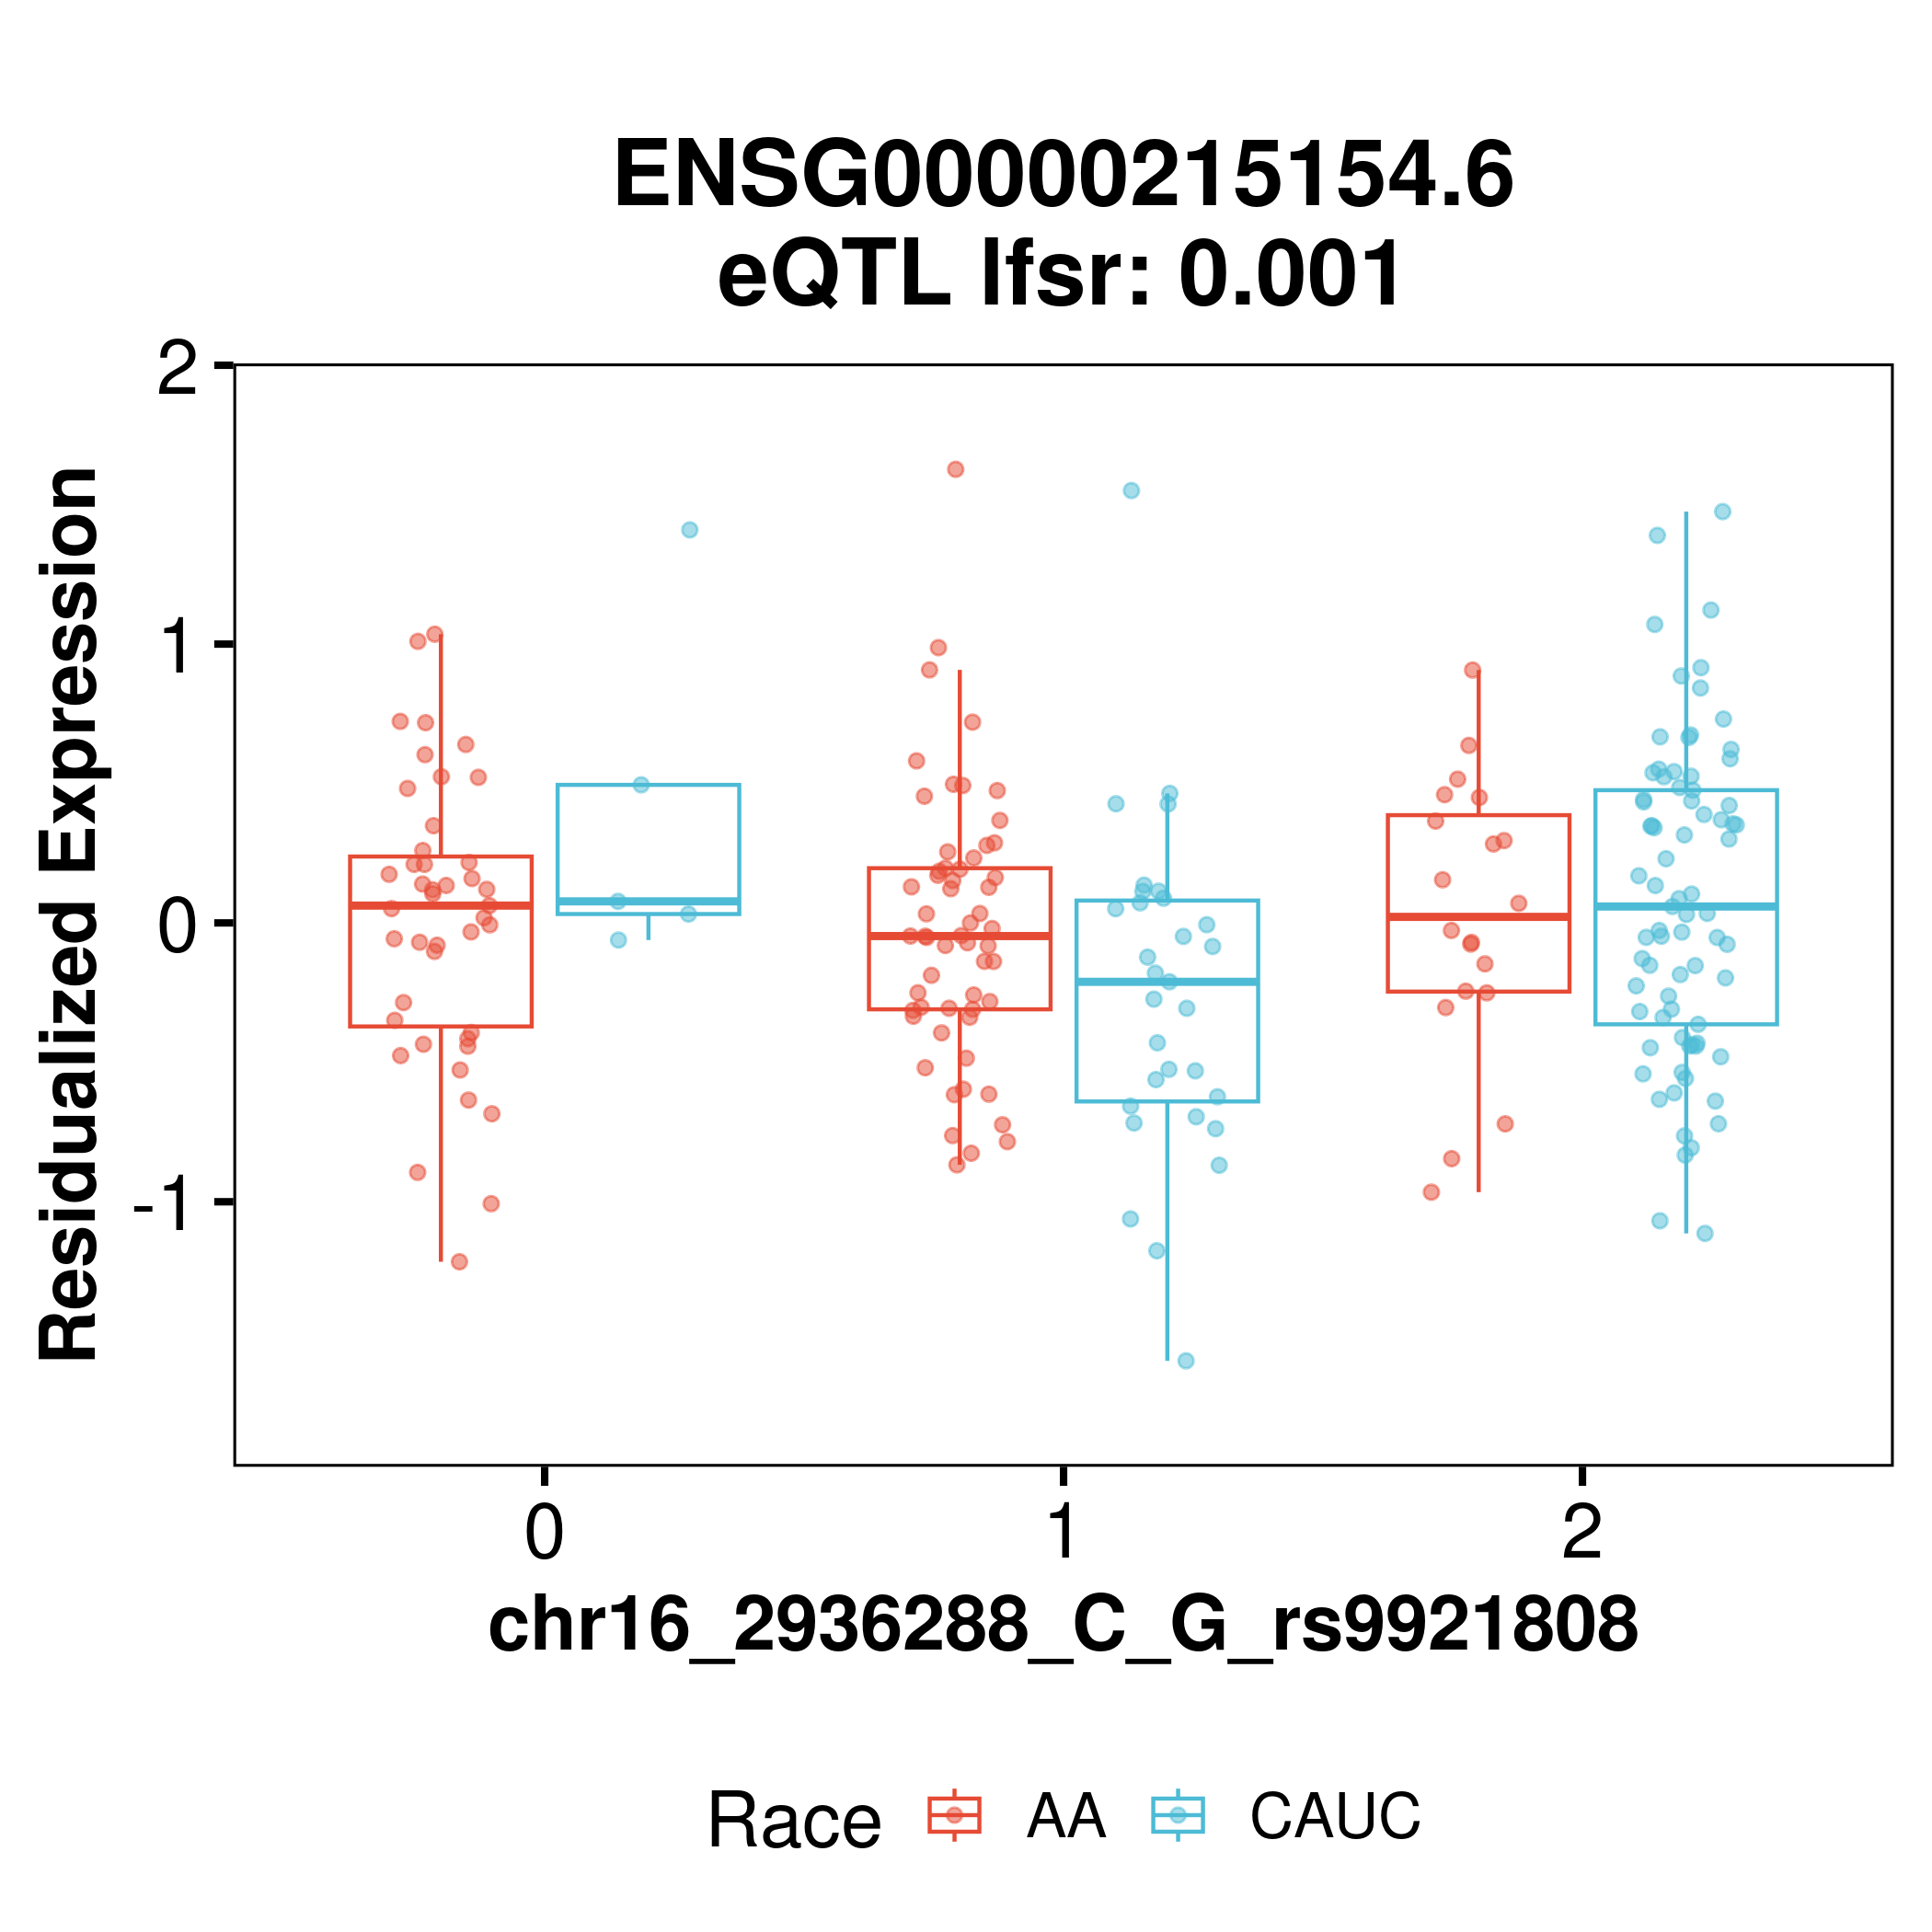 ENSG00000215154.6
eQTL lfsr: 0.001
Residualized Expression
2
1
0
-1
0 1 2
chr16_2936288_C_G_rs9921808
Race AA CAUC